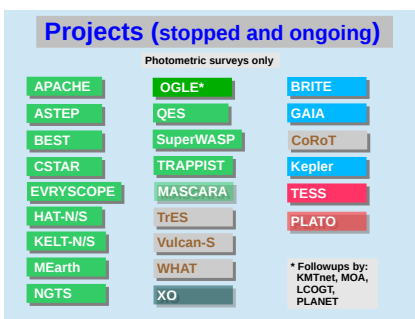 Projects (stopped and ongoing)
Photometric surveys only
APACHE
ASTEP
BEST
CSTAR
EVRYSCOPE
HAT-N/S
KELT-N/S
MEarth
NGTS
OGLE*
QES
SuperWASP
TRAPPIST
MASCARA
TrES
Vulcan-S
WHAT
XO
BRITE
GAIA
CoRoT
Kepler
TESS
PLATO
* Followups by:
KMTnet, MOA,
LCOGT,
PLANET